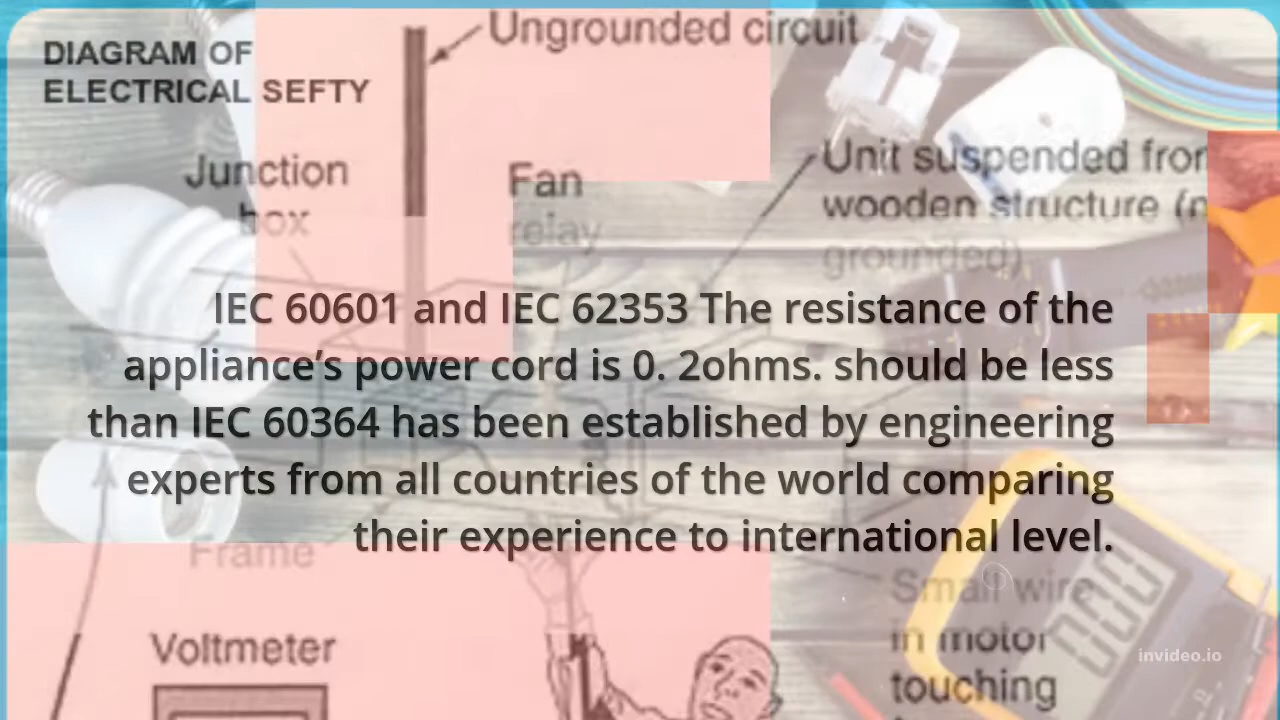 DIAGRAM OF
ELECTRICAL SEFTY
Ungrounded circuit
Junction
box
Fan
relay
Unit suspended from
wooden structure
grounded)
IEC 60601 and IEC 62353 The resistance of the
appliance’s power cord is 0. 2ohms. should be less
than IEC 60364 has been established by engineering
experts from all countries of the world comparing
their experience to international level.
Frame
Voltmeter
Small wire
in motor
touching
invideo.io